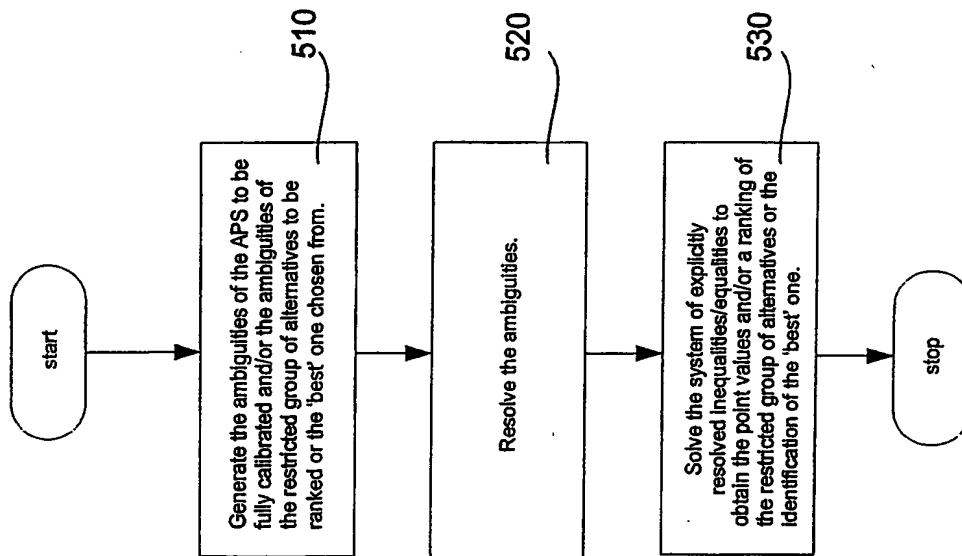 start
Generate the ambiguities of the APS to be
fully calibrated and/or the ambiguities of
the restricted group of alternatives to be
ranked or the 'best' one chosen from.
510
Resolve the ambiguities.
520
Solve the system of explicitly
resolved inequalities/equalities to
obtain the point values and/or a ranking of
the restricted group of alternatives or the
identification of the 'best' one.
530
stop